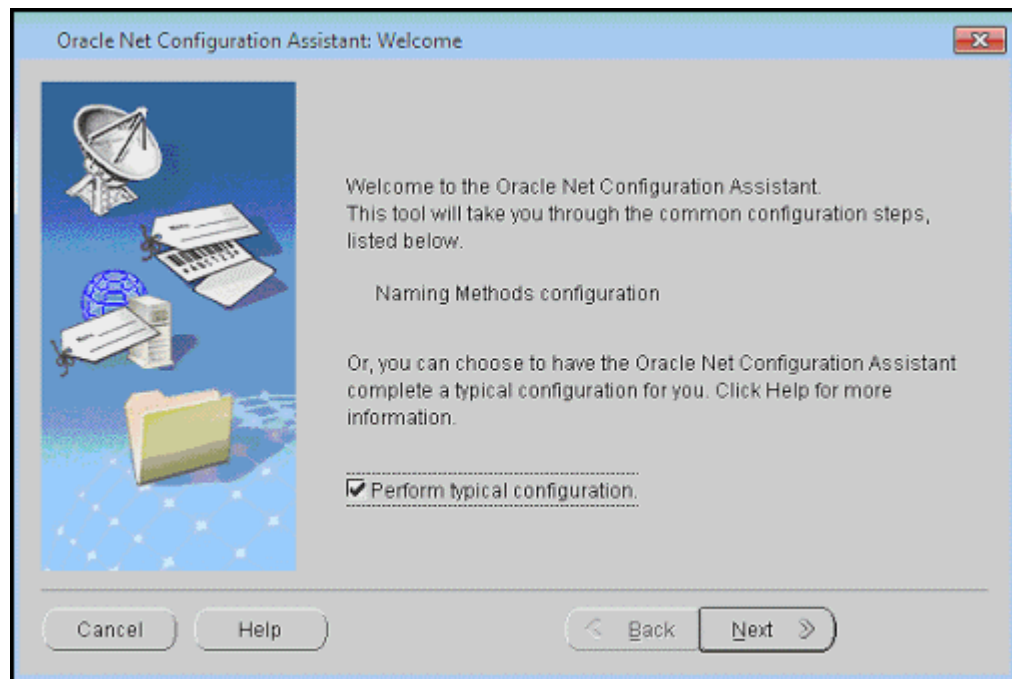 Oracle Net Configuration Assistant: Welcome
Welcome to the Oracle Net Configuration Assistant.
This tool will take you through the common configuration steps,
listed below.
Naming Methods configuration
Or, you can choose to have the Oracle Net Configuration Assistant
complete a typical configuration for you. Click Help for more
information.
Perform typical configuration.
Cancel
Help
Back
Next